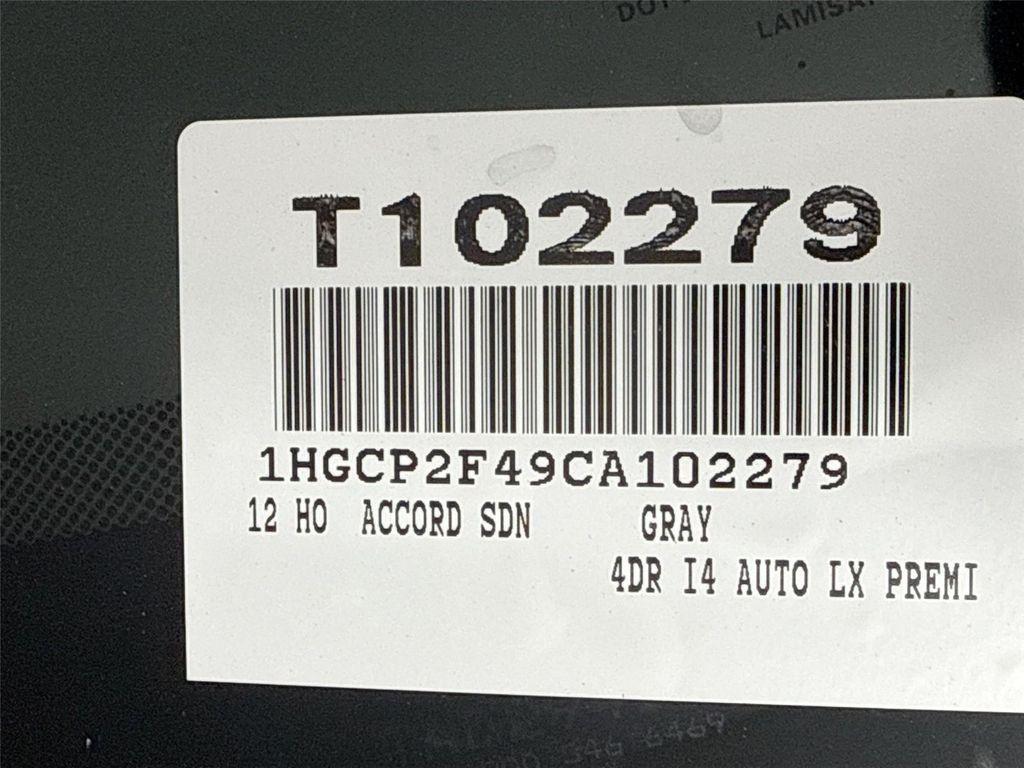 T102279
1HGCP2F49CA102279
12 HO ACCORD SDN GRAY
4DR I4 AUTO LX PREMI